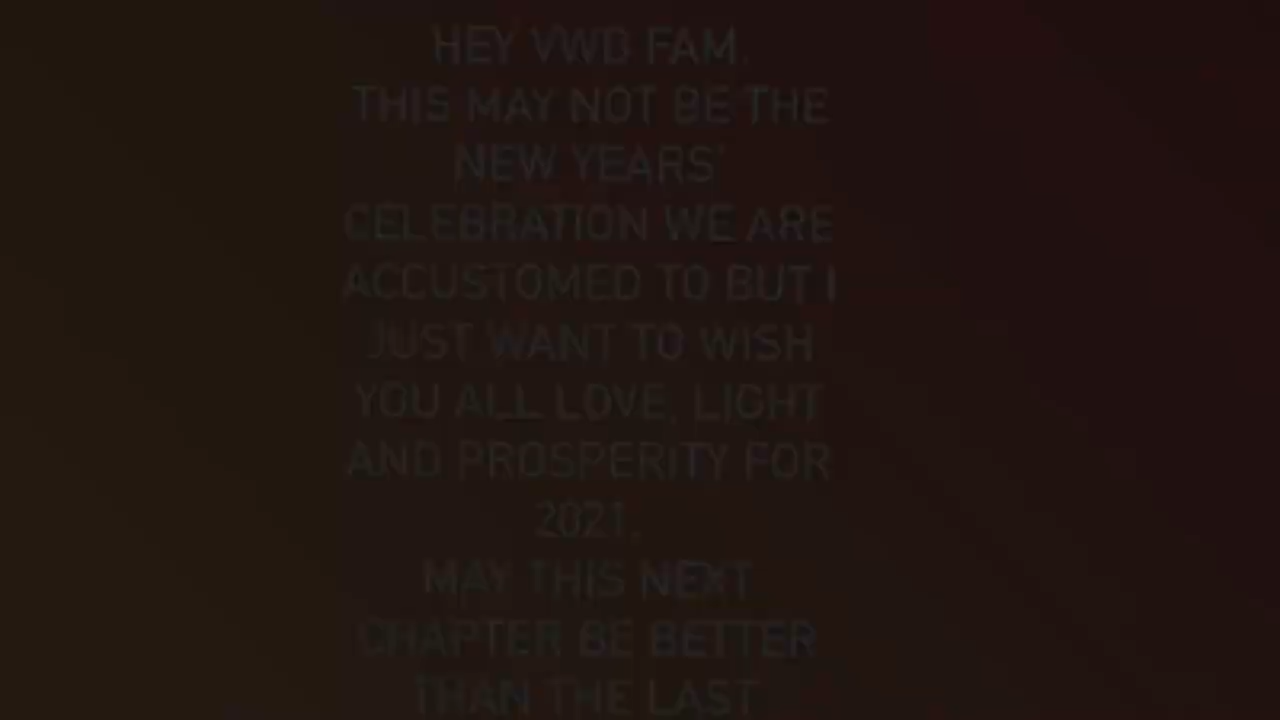 HEY VWD FAM.
THIS MAY NOT BE THE
NEW YEARS'
CELEBRATION WE ARE
ACCUSTOMED TO BUT I
JUST WANT TO WISH
YOU ALL LOVE, LIGHT
AND PROSPERITY FOR
2021.
MAY THIS NEXT
CHAPTER BE BETTER
THAN THE LAST